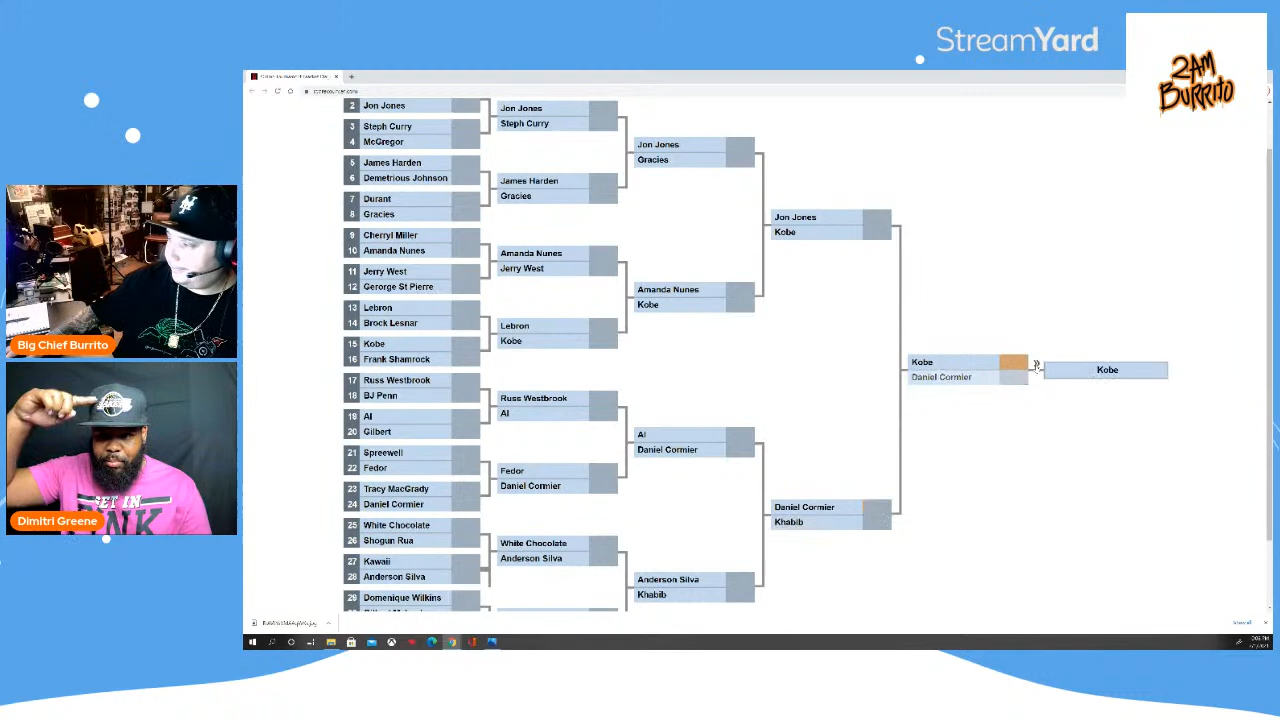 StreamYard
2AM
BURRITO
2 Jon Jones
3 Steph Curry
4 McGregor
5 James Harden
6 Demetrious Johnson
7 Durant
8 Gracies
9 Cherryl Miller
10 Amanda Nunes
11 Jerry West
12 Gerorge St Pierre
13 Lebron
14 Brock Lesnar
15 Kobe
16 Frank Shamrock
17 Russ Westbrook
18 BJ Penn
19 AI
20 Gilbert
21 Spreewell
22 Fedor
23 Tracy MacGrady
24 Daniel Cormier
25 White Chocolate
26 Shogun Rua
27 Kawaii
28 Anderson Silva
29 Domenique Wilkins
Jon Jones
Steph Curry
James Harden
Gracies
Amanda Nunes
Jerry West
Lebron
Kobe
Russ Westbrook
AI
Fedor
Daniel Cormier
White Chocolate
Anderson Silva
Jon Jones
Gracies
Amanda Nunes
Kobe
AI
Daniel Cormier
Anderson Silva
Khabib
Jon Jones
Kobe
Daniel Cormier
Khabib
Kobe
Daniel Cormier
Kobe
Big Chief Burrito
SET IN
Dimitri Greene
Show all